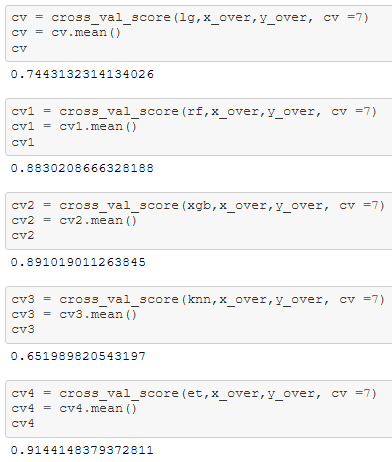 cv = cross_val_score(lg,x_over,y_over, cv =7)
cv = cv.mean()
cv
0.7443132314134026
cv1 = cross_val_score(rf,x_over,y_over, cv =7)
cv1 = cv1.mean()
cv1
0.8830208666328188
cv2 = cross_val_score(xgb,x_over,y_over, cv =7)
cv2 = cv2.mean()
cv2
0.891019011263845
cv3 = cross_val_score(knn,x_over,y_over, cv =7)
cv3 = cv3.mean()
cv3
0.651989820543197
cv4 = cross_val_score(et,x_over,y_over, cv =7)
cv4 = cv4.mean()
cv4
0.9144148379372811